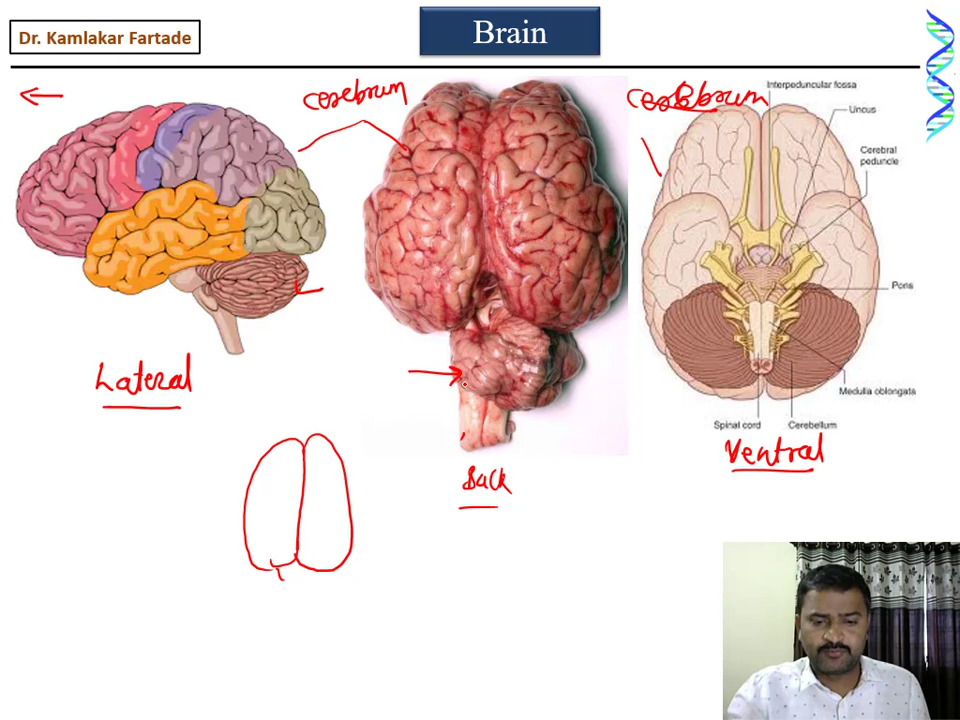 Brain
Dr. Kamlakar Fartade
cerebrum
Interpeduncular fossa
Uncus
Cerebral
peduncle
Pons
Lateral
Medulla oblongata
Spinal cord
Cerebellum
Ventral
Back